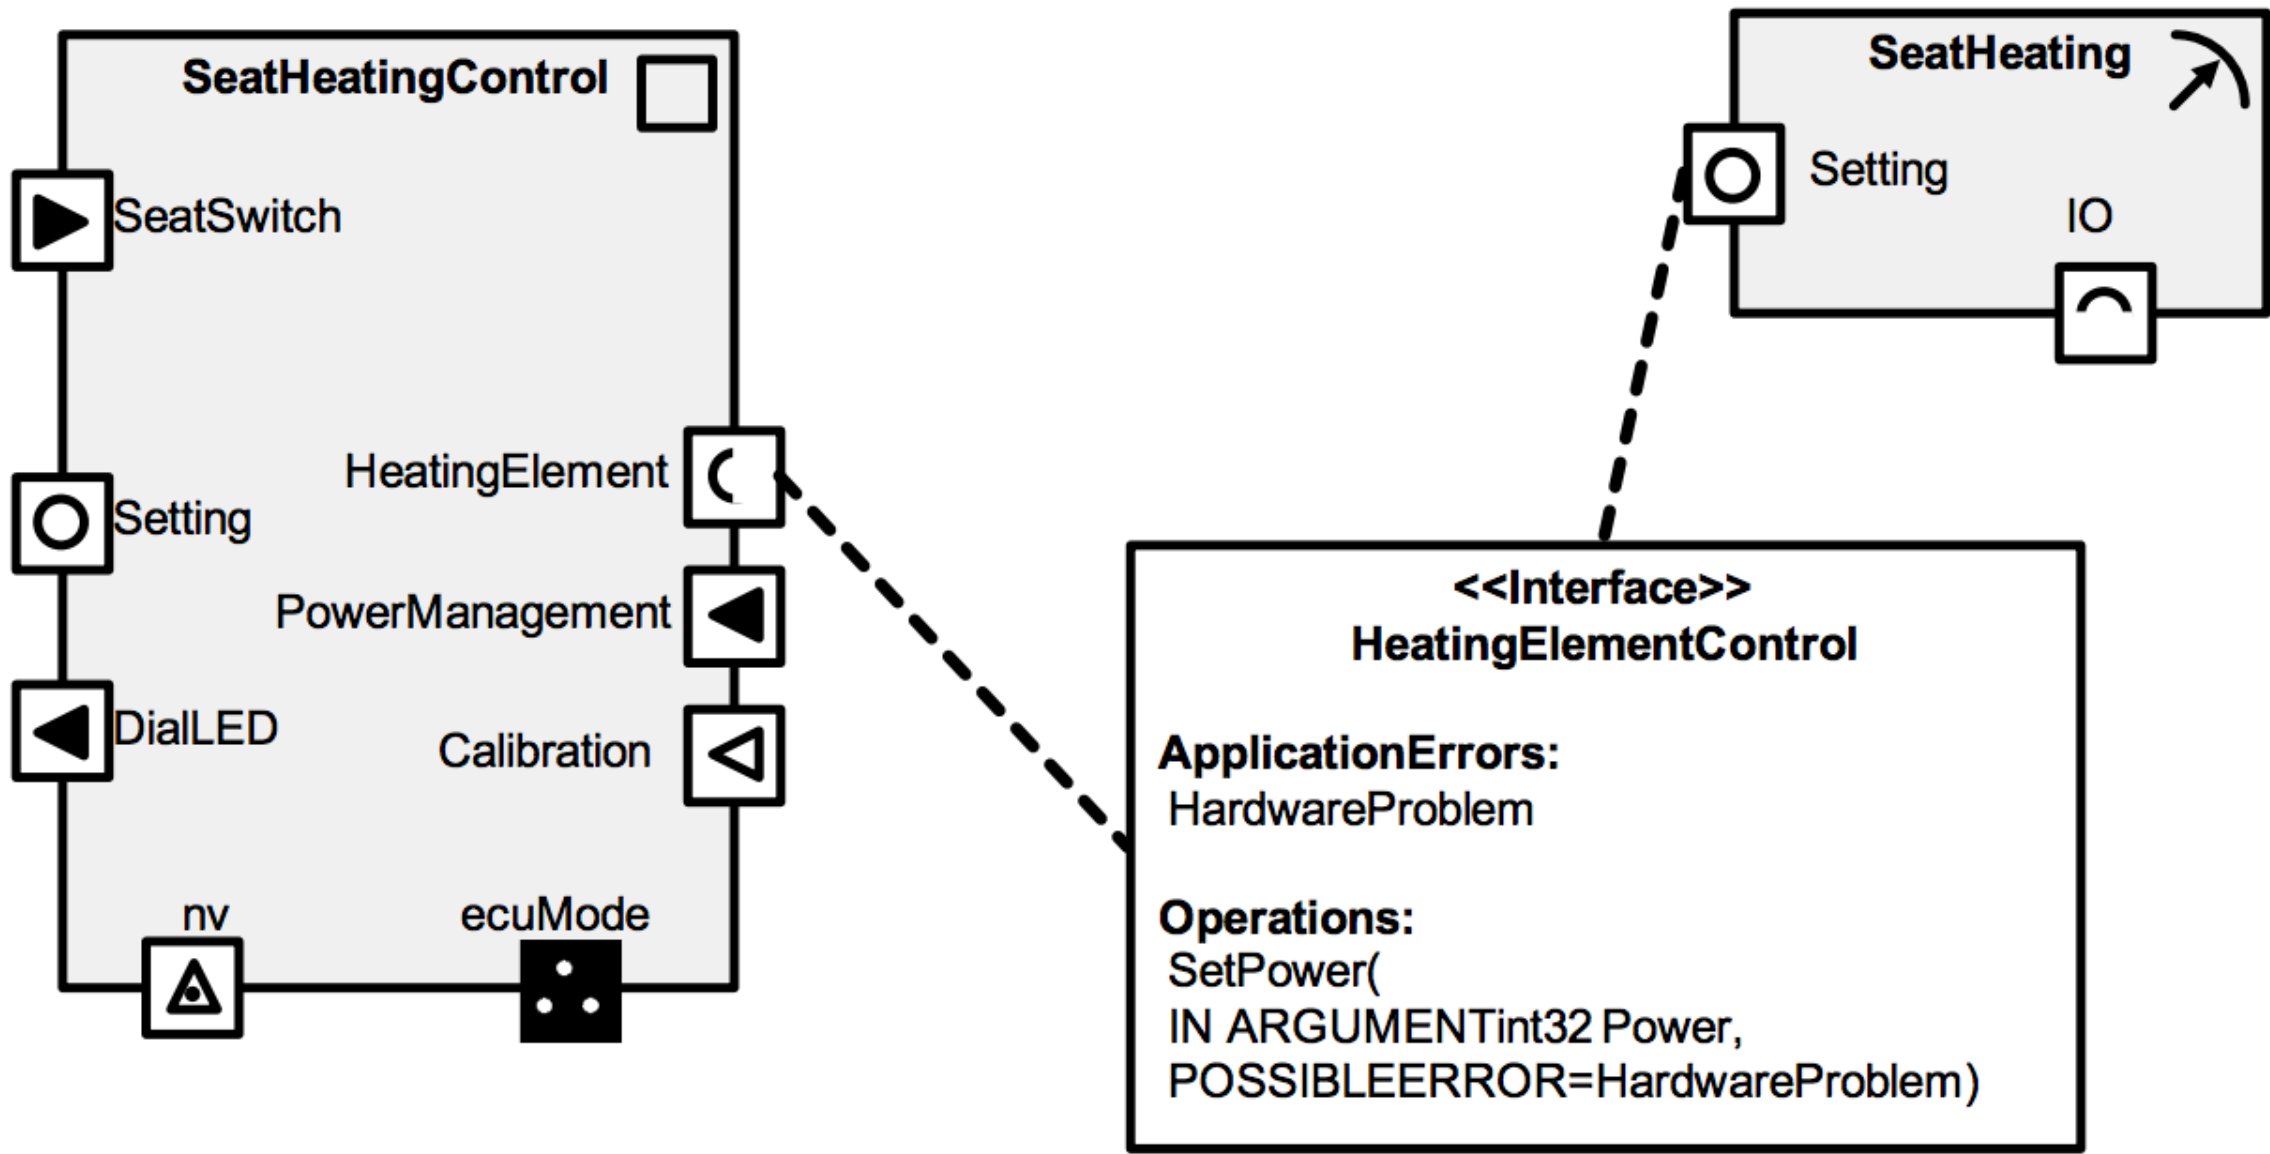 SeatHeatingControl
SeatSwitch
HeatingElement
Setting
PowerManagement
DialLED
Calibration
nv
ecuMode
SeatHeating
Setting
IO
<<Interface>>
HeatingElementControl
ApplicationErrors:
HardwareProblem
Operations:
SetPower(
IN ARGUMENTint32 Power,
POSSIBLEERROR=HardwareProblem)